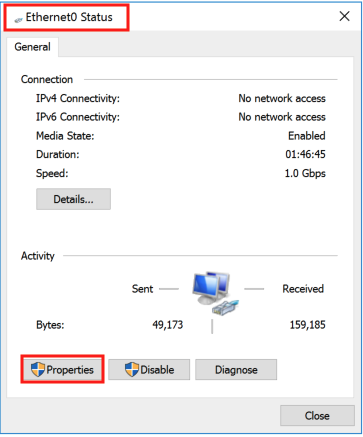 Ethernet0 Status
General
Connection
IPv4 Connectivity: No network access
IPv6 Connectivity: No network access
Media State: Enabled
Duration: 01:46:45
Speed: 1.0 Gbps
Details...
Activity
Sent Received
Bytes: 49,173 159,185
Properties Disable Diagnose
Close